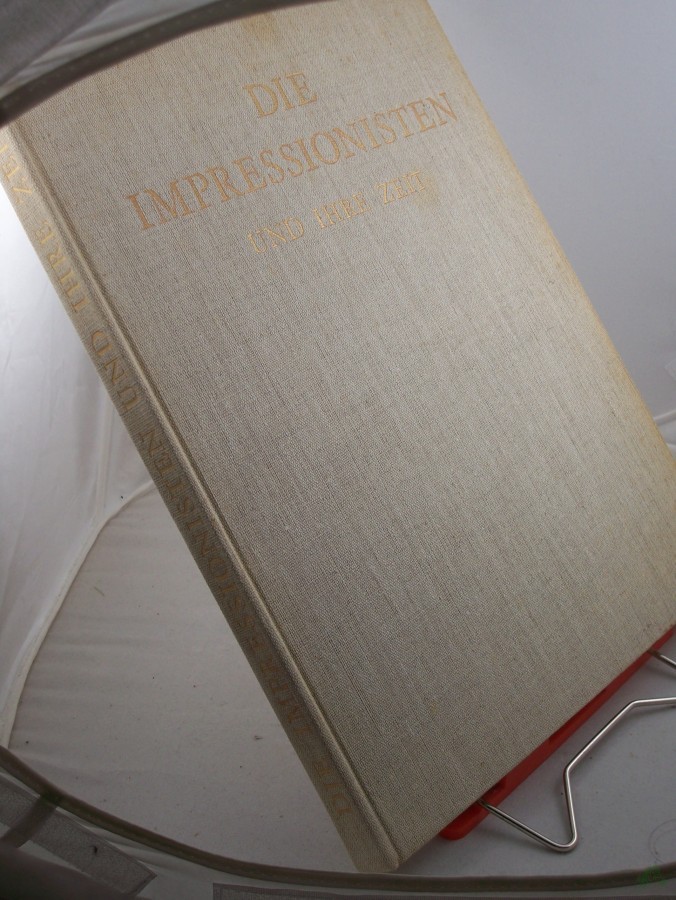 DIE
IMPRESSIONISTEN
UND IHRE ZEIT
DIE IMPRESSIONISTEN UND IHRE ZEIT